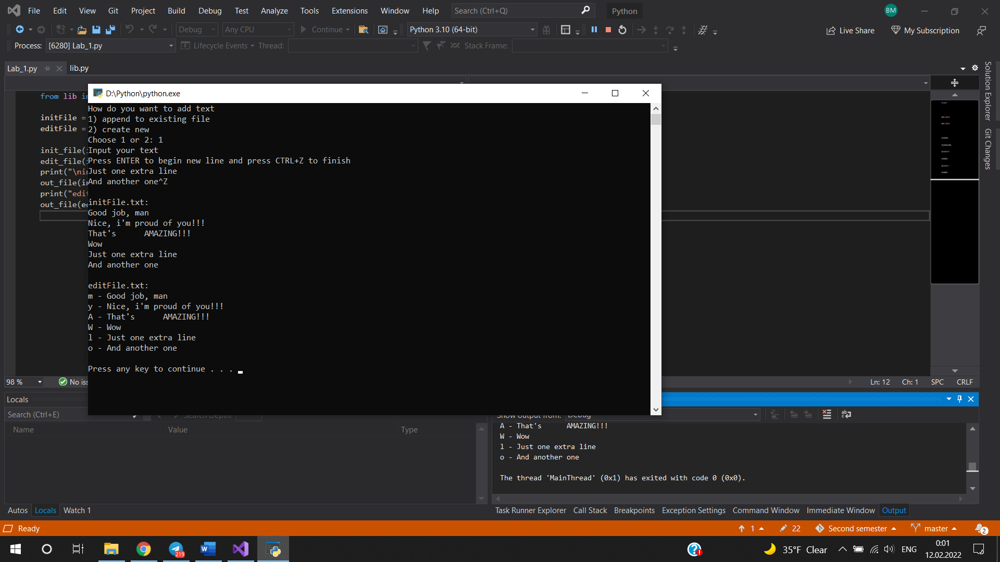 File Edit View Git Project Build Debug Test Analyze Tools Extensions Window Help Search (Ctrl+Q) Python BM
Debug Any CPU Continue Python 3.10 (64-bit) Live Share My Subscription
Process: [6280] Lab_1.py Lifecycle Events Thread: Stack Frame:
Lab_1.py lib.py
Solution Explorer
Git Changes
from lib
initFile =
editFile =
init_file(
edit_file(
print("\n
out_file(
print("edit
out_file(
D:\Python\python.exe
How do you want to add text
1) append to existing file
2) create new
Choose 1 or 2: 1
Input your text
Press ENTER to begin new line and press CTRL+Z to finish
Just one extra line
And another one^Z
initFile.txt:
Good job, man
Nice, i'm proud of you!!!
That's      AMAZING!!!
Wow
Just one extra line
And another one
editFile.txt:
m - Good job, man
y - Nice, i'm proud of you!!!
A - That's      AMAZING!!!
W - Wow
l - Just one extra line
o - And another one
Press any key to continue . . .
98 % No iss Ln: 12 Ch: 1 SPC CRLF
Locals
Search (Ctrl+E) Search Depth:
Name Value Type
Show output from: Debug
A - That's      AMAZING!!!
W - Wow
l - Just one extra line
o - And another one
The thread 'MainThread' (0x1) has exited with code 0 (0x0).
Autos Locals Watch 1
Task Runner Explorer Call Stack Breakpoints Exception Settings Command Window Immediate Window Output
Ready 1 22 Second semester master 2
219 35°F Clear ENG 0:01
12.02.2022